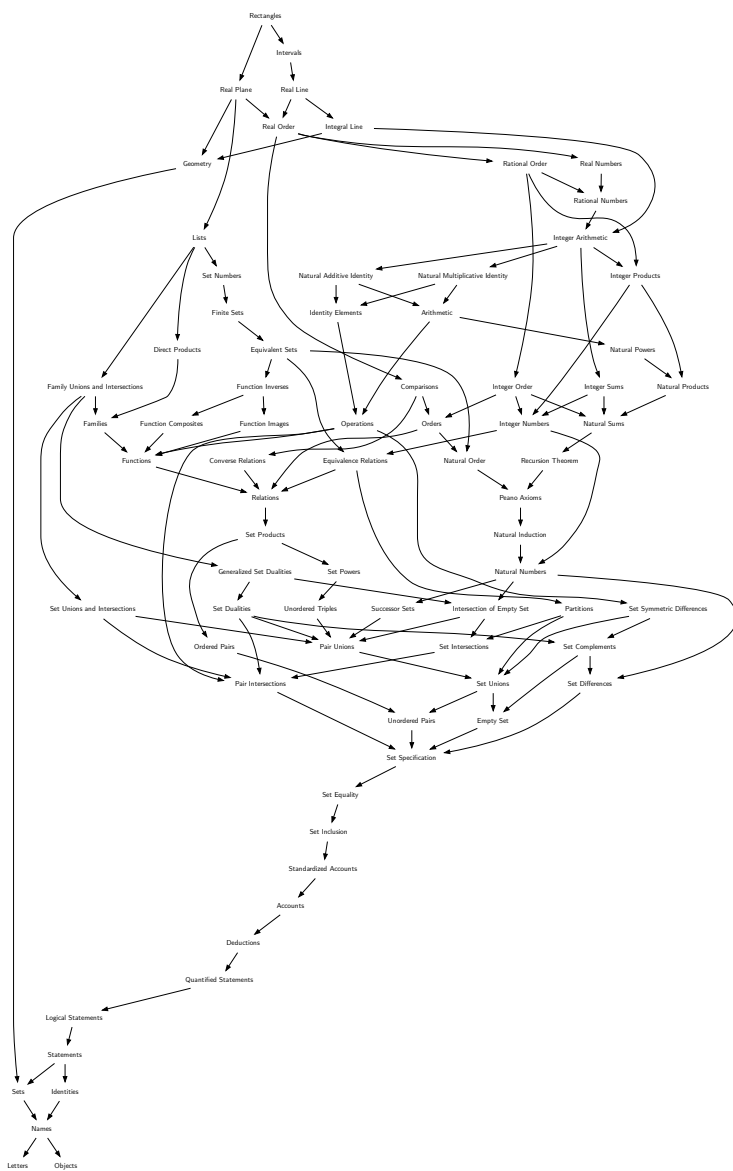 Rectangles
Intervals
Real Plane Real Line
Real Order Integral Line
Geometry Rational Order Real Numbers
Rational Numbers
Lists Integer Arithmetic
Set Numbers Natural Additive Identity Natural Multiplicative Identity Integer Products
Finite Sets Identity Elements Arithmetic
Direct Products Equivalent Sets Natural Powers
Family Unions and Intersections Function Inverses Comparisons Integer Order Integer Sums Natural Products
Families Function Composites Function Images Operations Orders Integer Numbers Natural Sums
Functions Converse Relations Equivalence Relations Natural Order Recursion Theorem
Relations Peano Axioms
Set Products Natural Induction
Generalized Set Dualities Set Powers Natural Numbers
Set Unions and Intersections Set Dualities Unordered Triples Successor Sets Intersection of Empty Set Partitions Set Symmetric Differences
Ordered Pairs Pair Unions Set Intersections Set Complements
Pair Intersections Set Unions Set Differences
Unordered Pairs Empty Set
Set Specification
Set Equality
Set Inclusion
Standardized Accounts
Accounts
Deductions
Quantified Statements
Logical Statements
Statements
Sets Identities
Names
Letters Objects